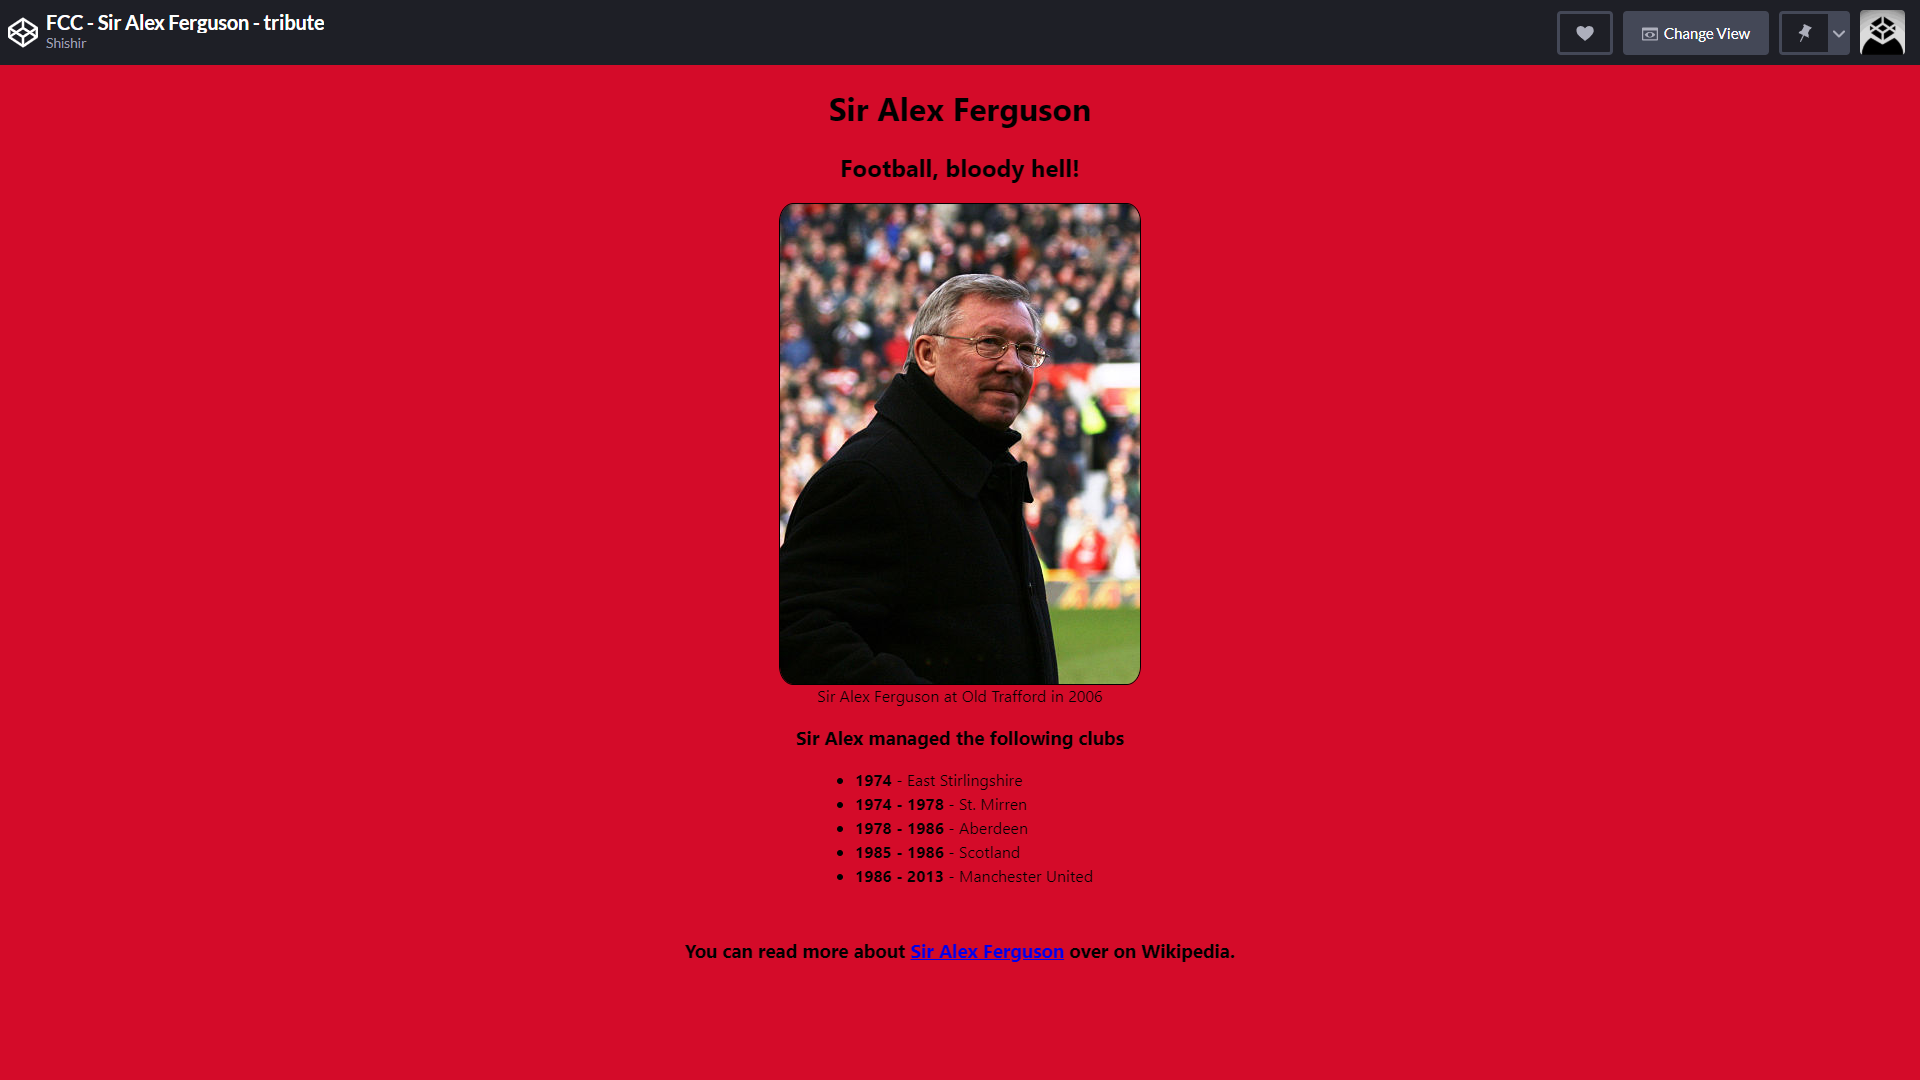 FCC - Sir Alex Ferguson - tribute
Shishir
Change View
Sir Alex Ferguson
Football, bloody hell!
Sir Alex Ferguson at Old Trafford in 2006
Sir Alex managed the following clubs
• 1974 - East Stirlingshire
• 1974 - 1978 - St. Mirren
• 1978 - 1986 - Aberdeen
• 1985 - 1986 - Scotland
• 1986 - 2013 - Manchester United
You can read more about Sir Alex Ferguson over on Wikipedia.